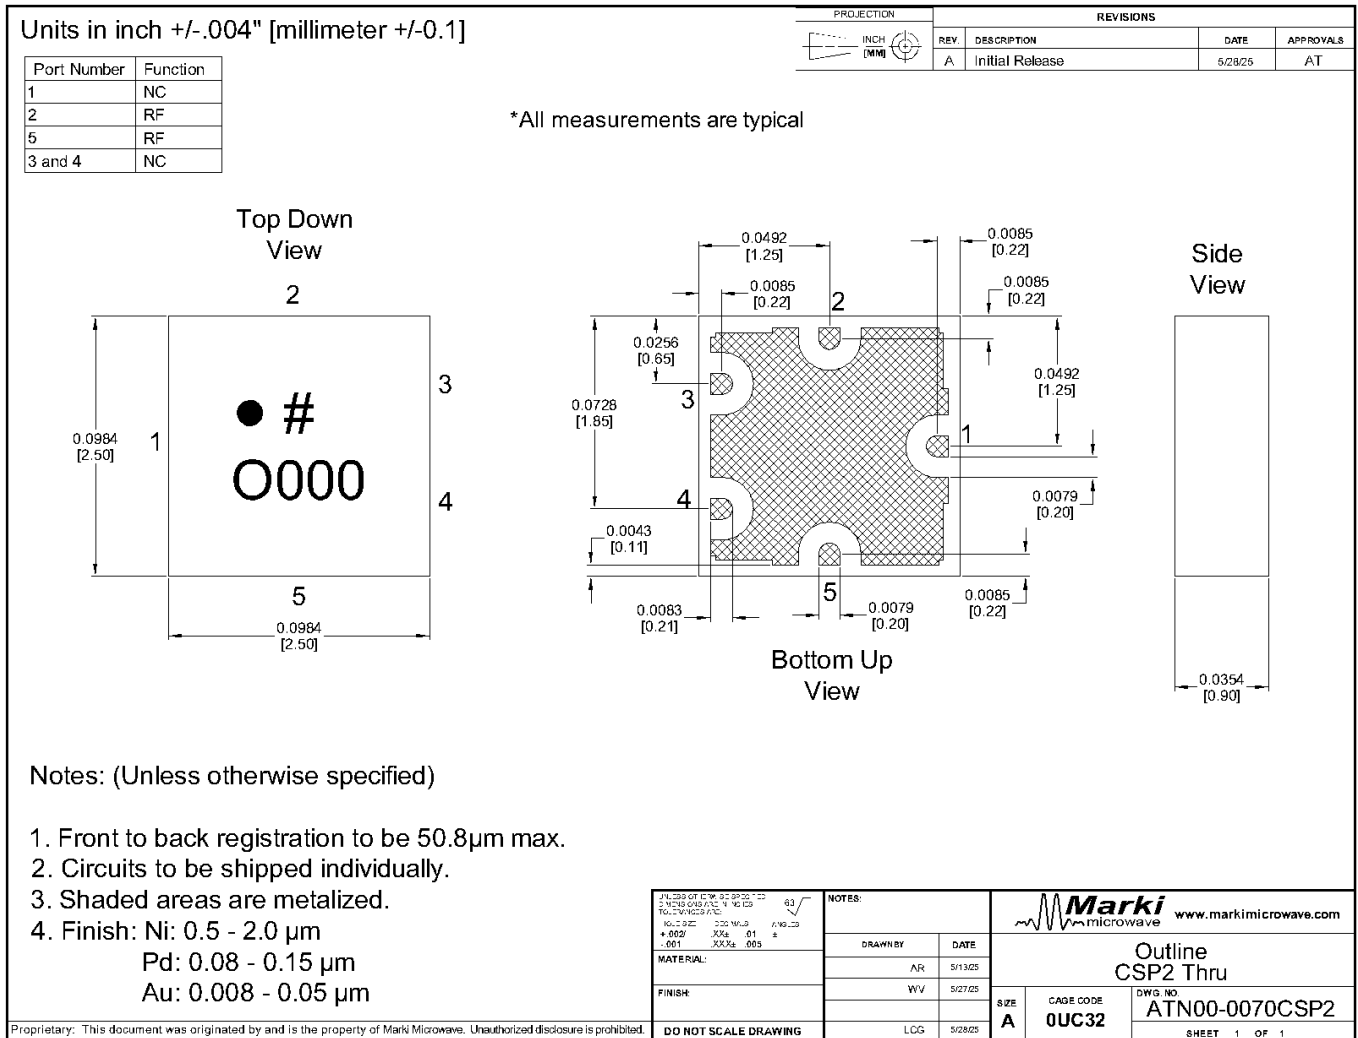 Units in inch +/-.004" [millimeter +/-0.1]
Port Number Function
1 NC
2 RF
5 RF
3 and 4 NC
*All measurements are typical
PROJECTION
INCH
[MM]
REVISIONS
REV. DESCRIPTION DATE APPROVALS
A Initial Release 5/28/25 AT
Top Down
View
2
3
1
4
5
# 
O000
0.0984
[2.50]
0.0984
[2.50]
0.0492
[1.25]
0.0085
[0.22]
0.0085
[0.22]
0.0085
[0.22]
2
0.0256
[0.65]
3
0.0728
[1.85]
0.0492
[1.25]
1
4
0.0079
[0.20]
0.0043
[0.11]
5
0.0083
[0.21]
0.0079
[0.20]
0.0085
[0.22]
Bottom Up
View
Side
View
0.0354
[0.90]
Notes: (Unless otherwise specified)
1. Front to back registration to be 50.8µm max.
2. Circuits to be shipped individually.
3. Shaded areas are metalized.
4. Finish: Ni: 0.5 - 2.0 µm
Pd: 0.08 - 0.15 µm
Au: 0.008 - 0.05 µm
Proprietary: This document was originated by and is the property of Marki Microwave. Unauthorized disclosure is prohibited.
63
+.002/ .XX± .01 ±
-.001 .XXX± .005
MATERIAL:
FINISH:
DO NOT SCALE DRAWING
NOTES:
DRAWN BY DATE
AR 5/13/25
WV 5/27/25
LCG 5/28/25
Marki
microwave
www.markimicrowave.com
Outline
CSP2 Thru
SIZE
A
CAGE CODE
0UC32
DWG. NO.
ATN00-0070CSP2
SHEET 1 OF 1